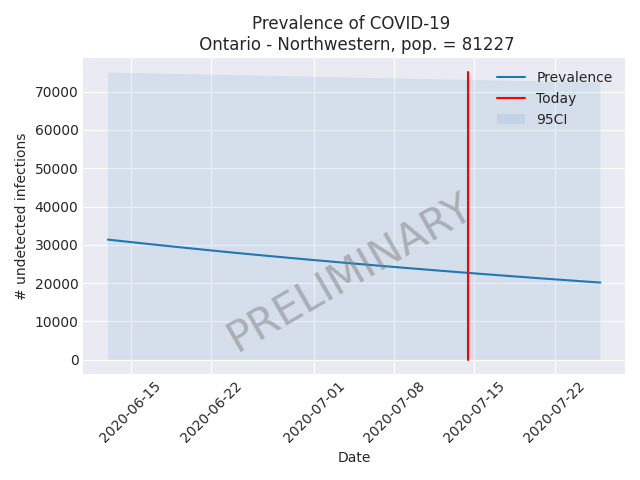 Prevalence of COVID-19
Ontario - Northwestern, pop. = 81227
Prevalence
Today
95CI
70000
60000
50000
40000
30000
20000
10000
0
# undetected infections
PRELIMINARY
2020-06-15
2020-06-22
2020-07-01
2020-07-08
2020-07-15
2020-07-22
Date